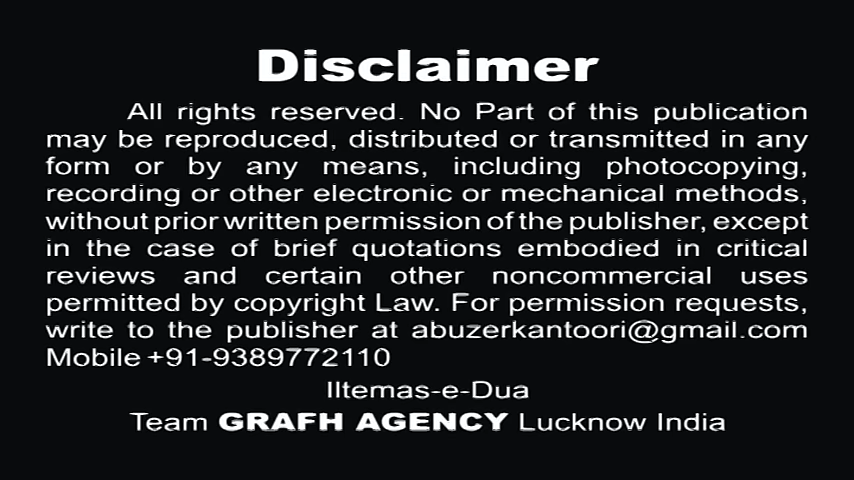 Disclaimer
All rights reserved. No Part of this publication
may be reproduced, distributed or transmitted in any
form or by any means, including photocopying,
recording or other electronic or mechanical methods,
without prior written permission of the publisher, except
in the case of brief quotations embodied in critical
reviews and certain other noncommercial uses
permitted by copyright Law. For permission requests,
write to the publisher at abuzerkantoori@gmail.com
Mobile +91-9389772110
Iltemas-e-Dua
Team GRAFH AGENCY Lucknow India